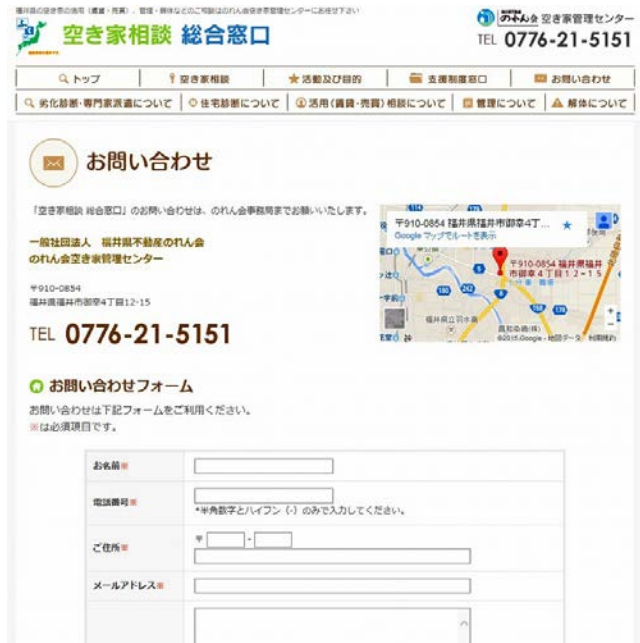 福井県の空き家の活用（賃貸・売買）、管理・解体などのご相談はのれん会空き家管理センターにお任せ下さい
空き家相談 総合窓口
のれん会 空き家管理センター
TEL 0776-21-5151
トップ
空き家相談
活動及び目的
支援制度窓口
お問い合わせ
劣化診断・専門家派遣について
住宅診断について
活用(賃貸・売買)相談について
管理について
解体について
お問い合わせ
「空き家相談 総合窓口」のお問い合わせは、のれん会事務局までお願いいたします。
一般社団法人 福井県不動産のれん会
のれん会空き家管理センター
〒910-0854
福井県福井市御幸4丁目12-15
TEL 0776-21-5151
〒910-0854 福井県福井市御幸4丁...
Google マップでルートを表示
〒910-0854 福井県福井
市御幸４丁目１２−１５
福井県立羽水高
©2015 Google - 地図データ 利用規約
お問い合わせフォーム
お問い合わせは下記フォームをご利用ください。
※は必須項目です。
お名前※
電話番号※
*半角数字とハイフン（-）のみで入力してください。
ご住所※
〒 -
メールアドレス※